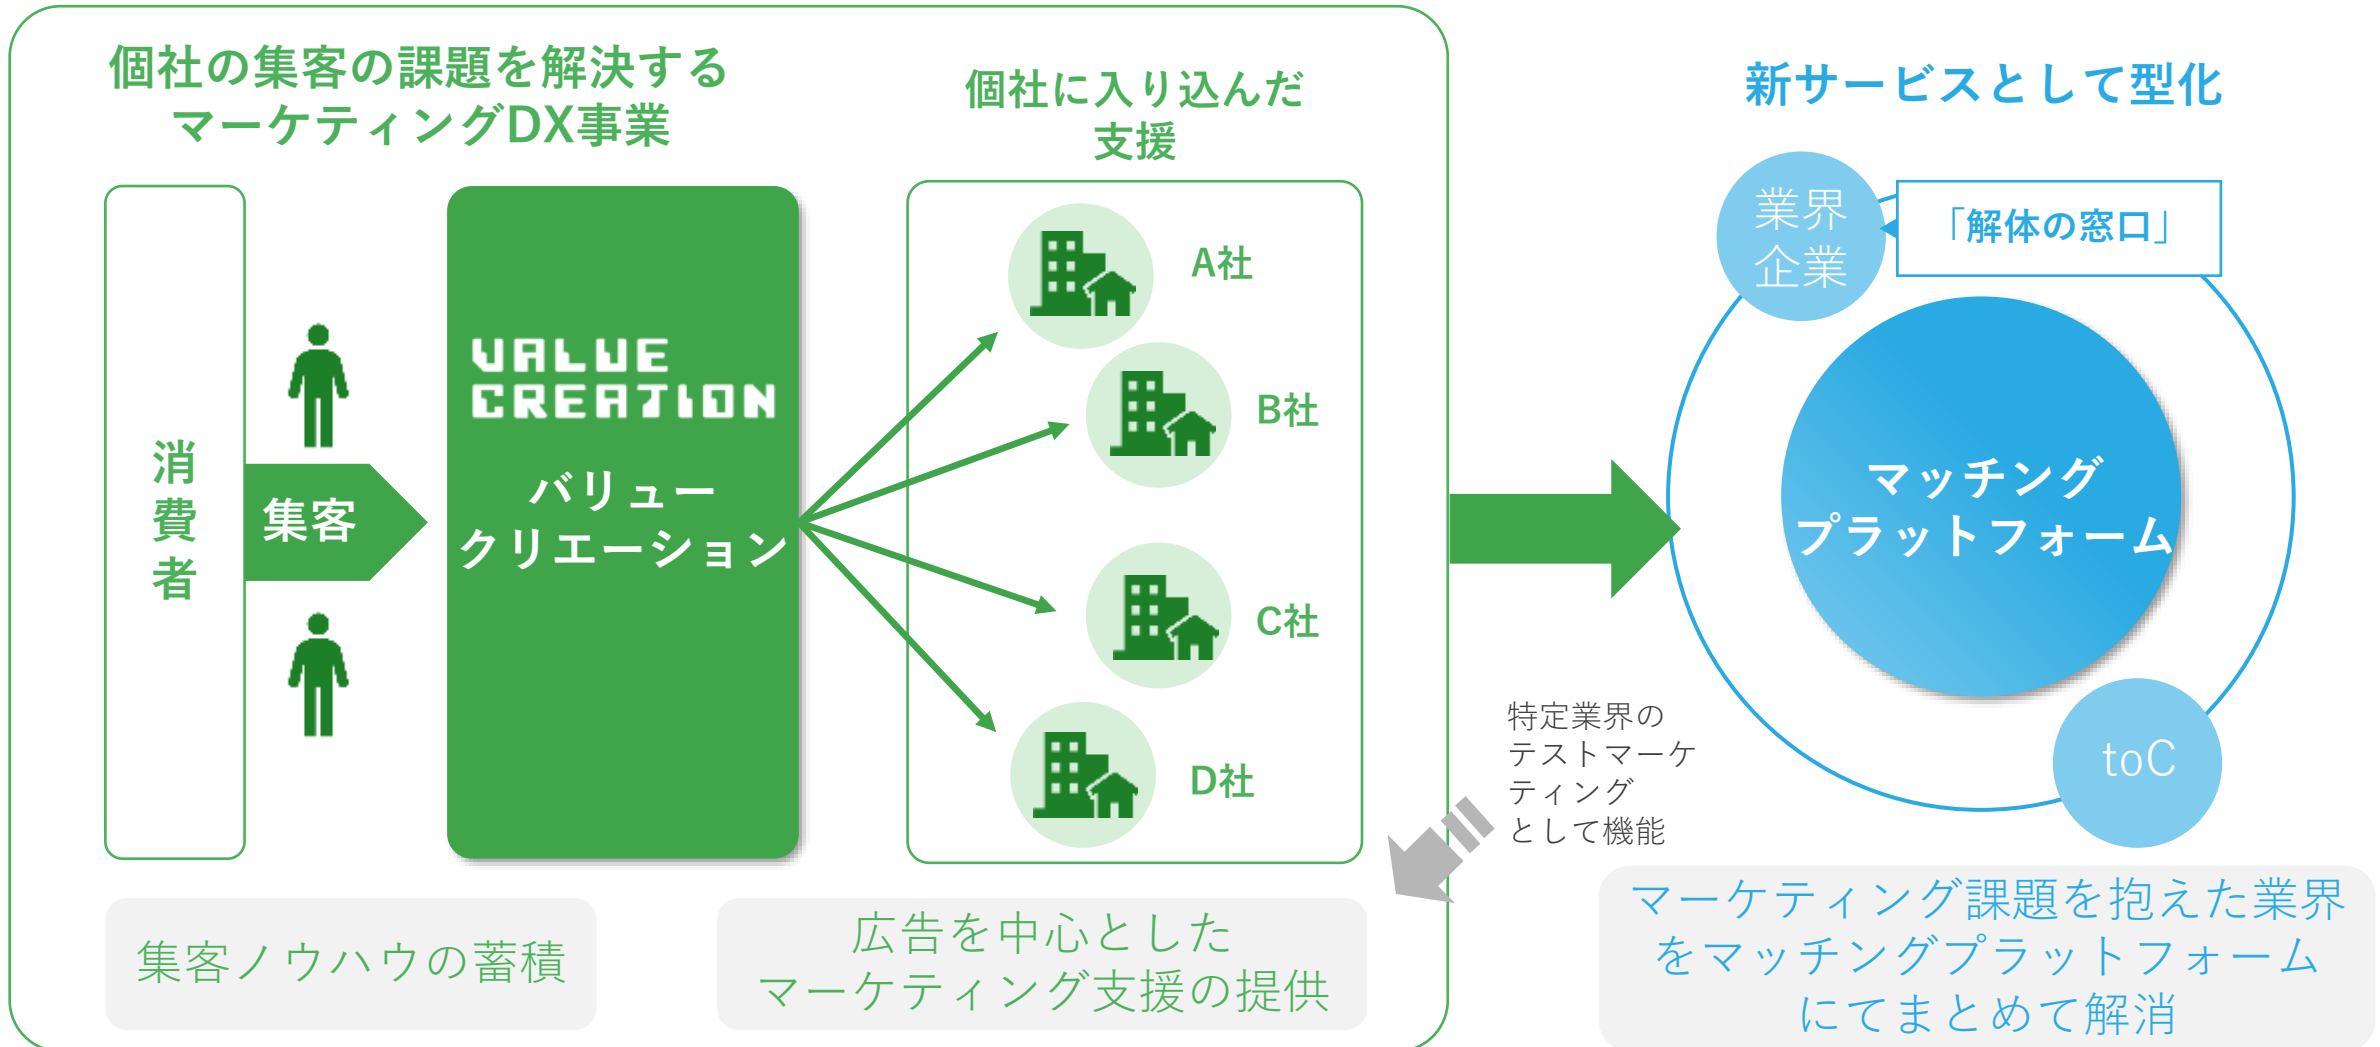 個社の集客の課題を解決する
マーケティングDX事業
個社に入り込んだ
支援
消費者
集客
VALUE
CREATION
バリュー
クリエーション
A社
B社
C社
D社
集客ノウハウの蓄積
広告を中心とした
マーケティング支援の提供
特定業界の
テストマーケ
ティング
として機能
新サービスとして型化
業界
企業
「解体の窓口」
マッチング
プラットフォーム
toC
マーケティング課題を抱えた業界
をマッチングプラットフォーム
にてまとめて解消